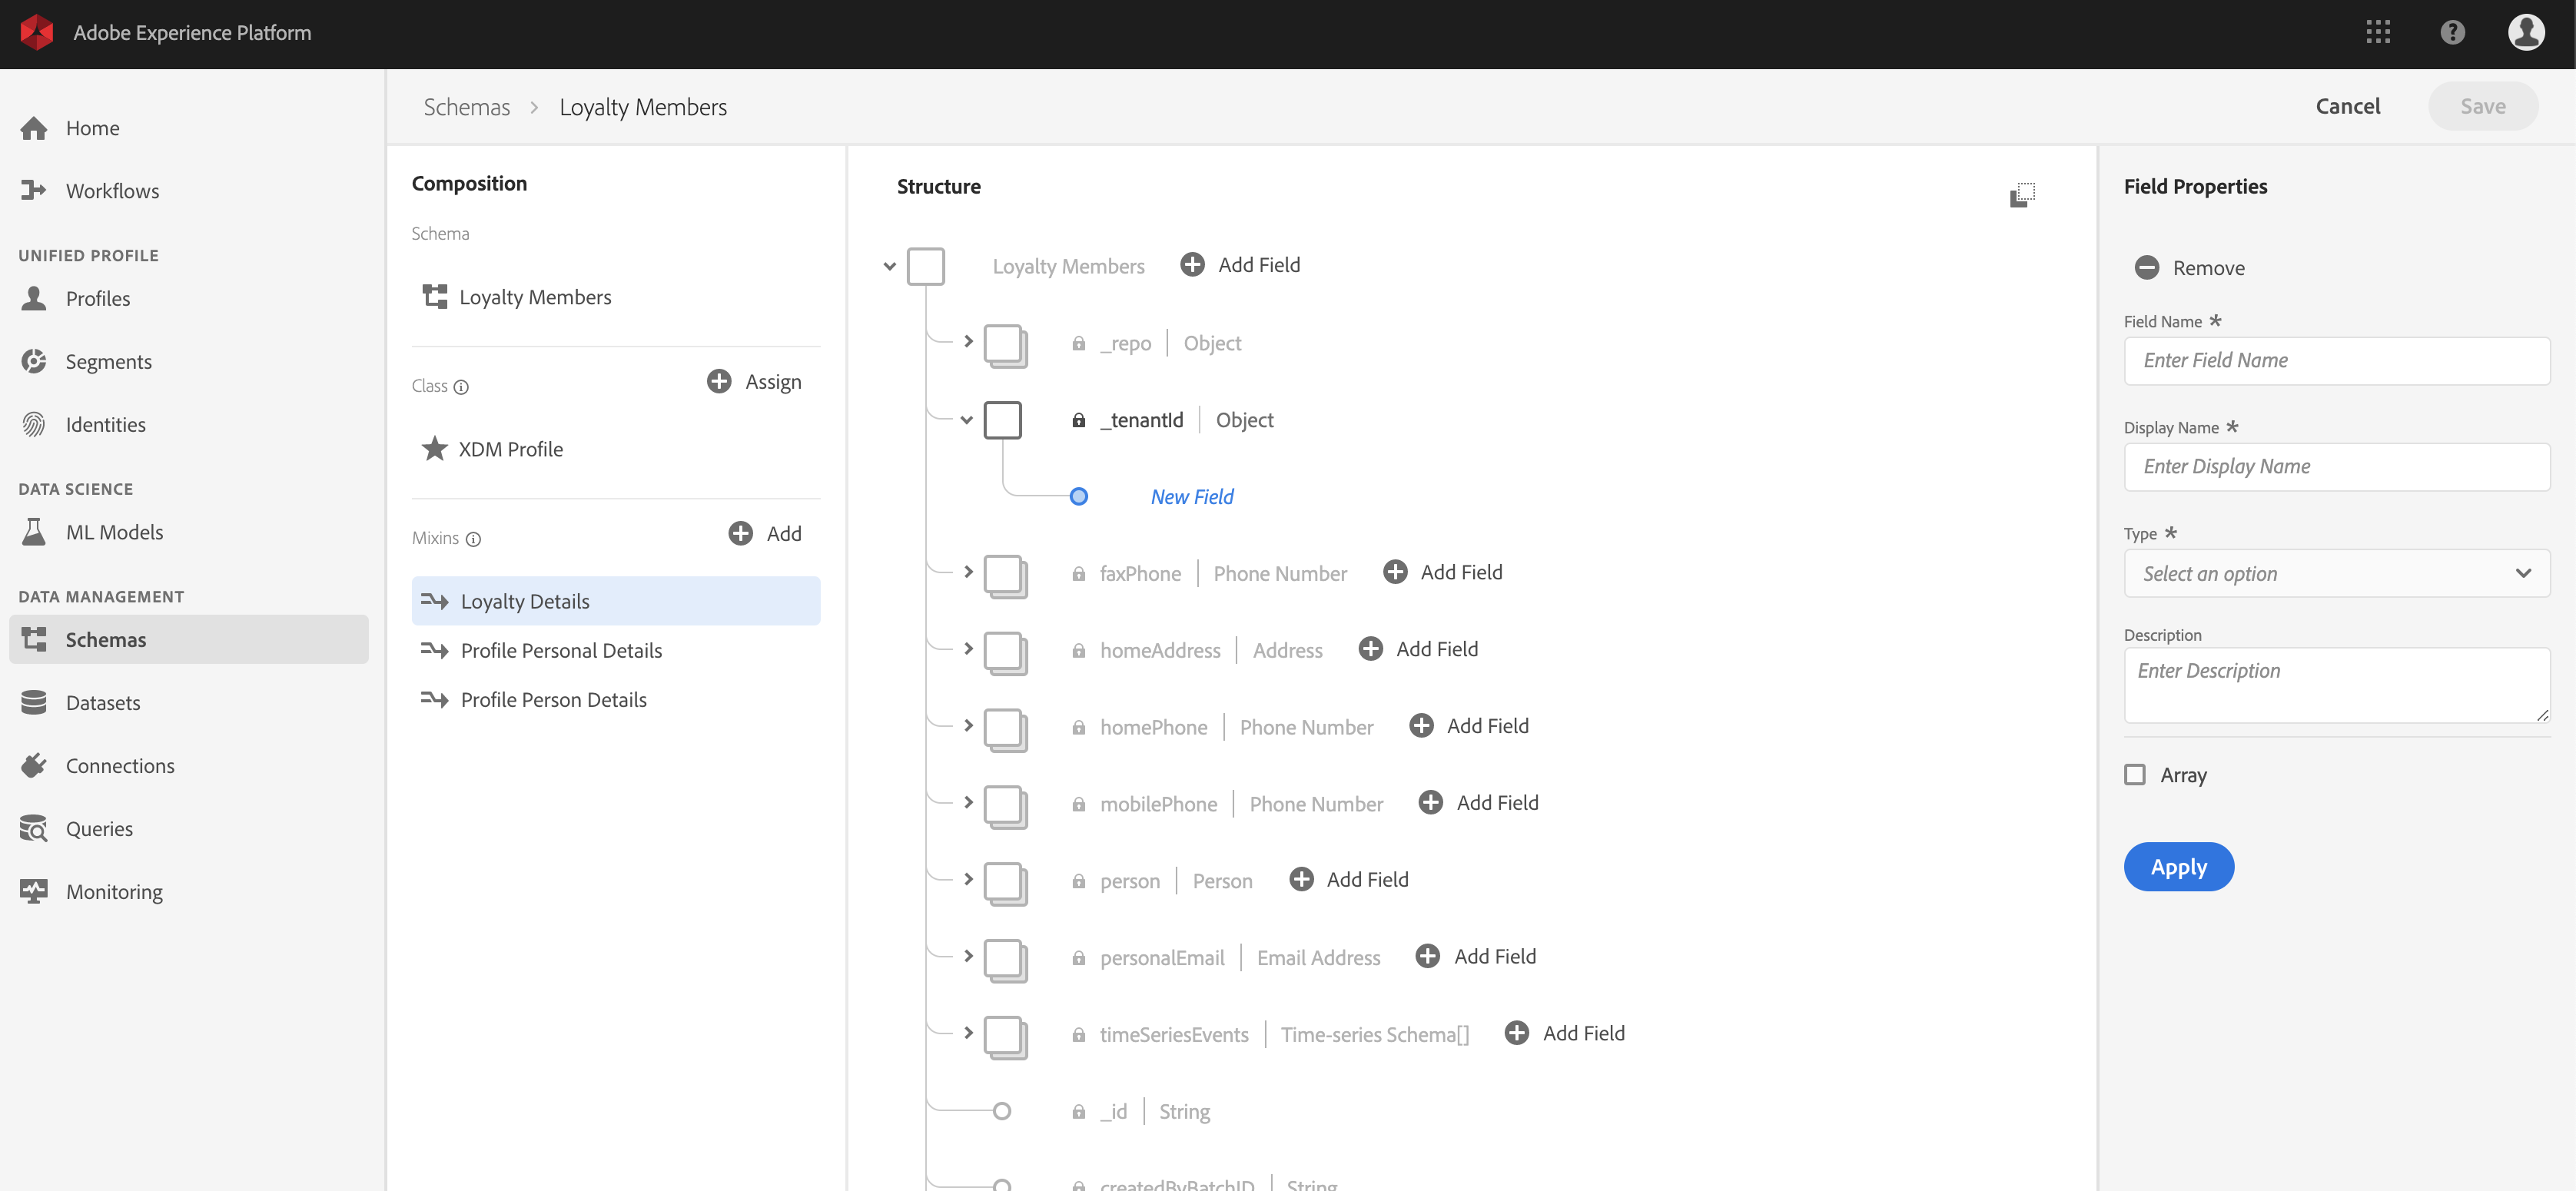 Adobe Experience Platform
Home
Workflows
UNIFIED PROFILE
Profiles
Segments
Identities
DATA SCIENCE
ML Models
DATA MANAGEMENT
Schemas
Datasets
Connections
Queries
Monitoring
Schemas > Loyalty Members
Cancel
Save
Composition
Schema
Loyalty Members
Class
Assign
XDM Profile
Mixins
Add
Loyalty Details
Profile Personal Details
Profile Person Details
Structure
Loyalty Members Add Field
_repo | Object
_tenantId | Object
New Field
faxPhone | Phone Number Add Field
homeAddress | Address Add Field
homePhone | Phone Number Add Field
mobilePhone | Phone Number Add Field
person | Person Add Field
personalEmail | Email Address Add Field
timeSeriesEvents | Time-series Schema[] Add Field
_id | String
createdByBatchID | String
Field Properties
Remove
Field Name *
Enter Field Name
Display Name *
Enter Display Name
Type *
Select an option
Description
Enter Description
Array
Apply